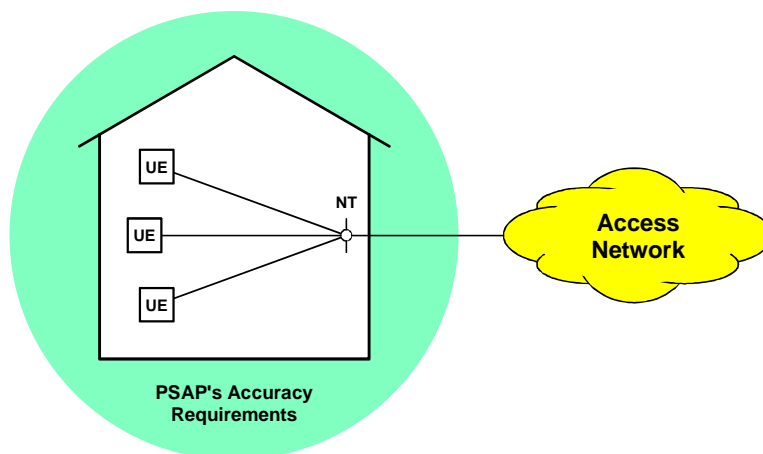 UE
NT
UE
UE
Access
Network
PSAP's Accuracy
Requirements